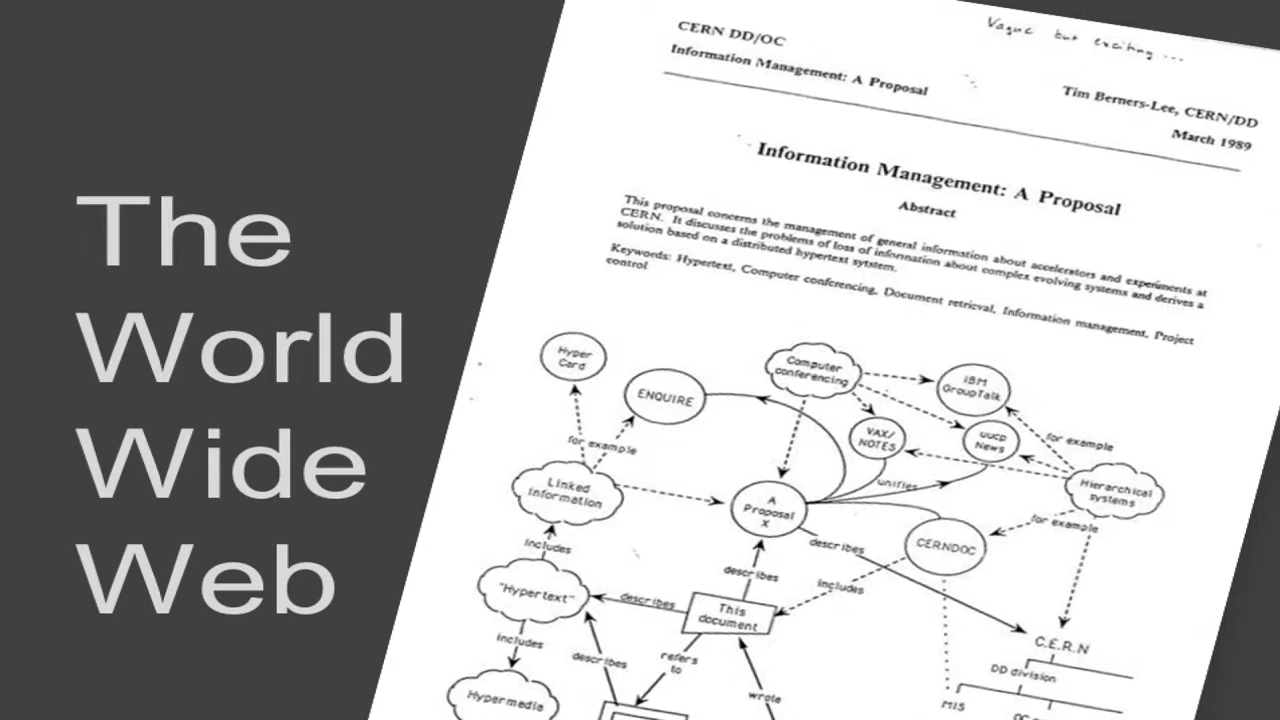 The
World
Wide
Web
Vague but exciting ...
CERN DD/OC
Information Management: A Proposal
Tim Berners-Lee, CERN/DD
March 1989
Information Management: A Proposal
Abstract
This proposal concerns the management of general information about accelerators and experiments at
CERN. It discusses the problems of loss of information about complex evolving systems and derives a
solution based on a distributed hypertext sytstem.
Keywords: Hypertext, Computer conferencing, Document retrieval, Information management, Project
control
Hyper
Card
ENQUIRE
Computer
conferencing
IBM
GroupTalk
VAX/
NOTES
uucp
News
for example
for example
Linked
information
unifies
A
Proposal
X
Hierarchical
systems
for example
includes
describes
CERNDOC
"Hypertext"
describes
describes
This
document
includes
C.E.R.N
includes
describes
refers
to
DD division
Hypermedia
wrote
MIS